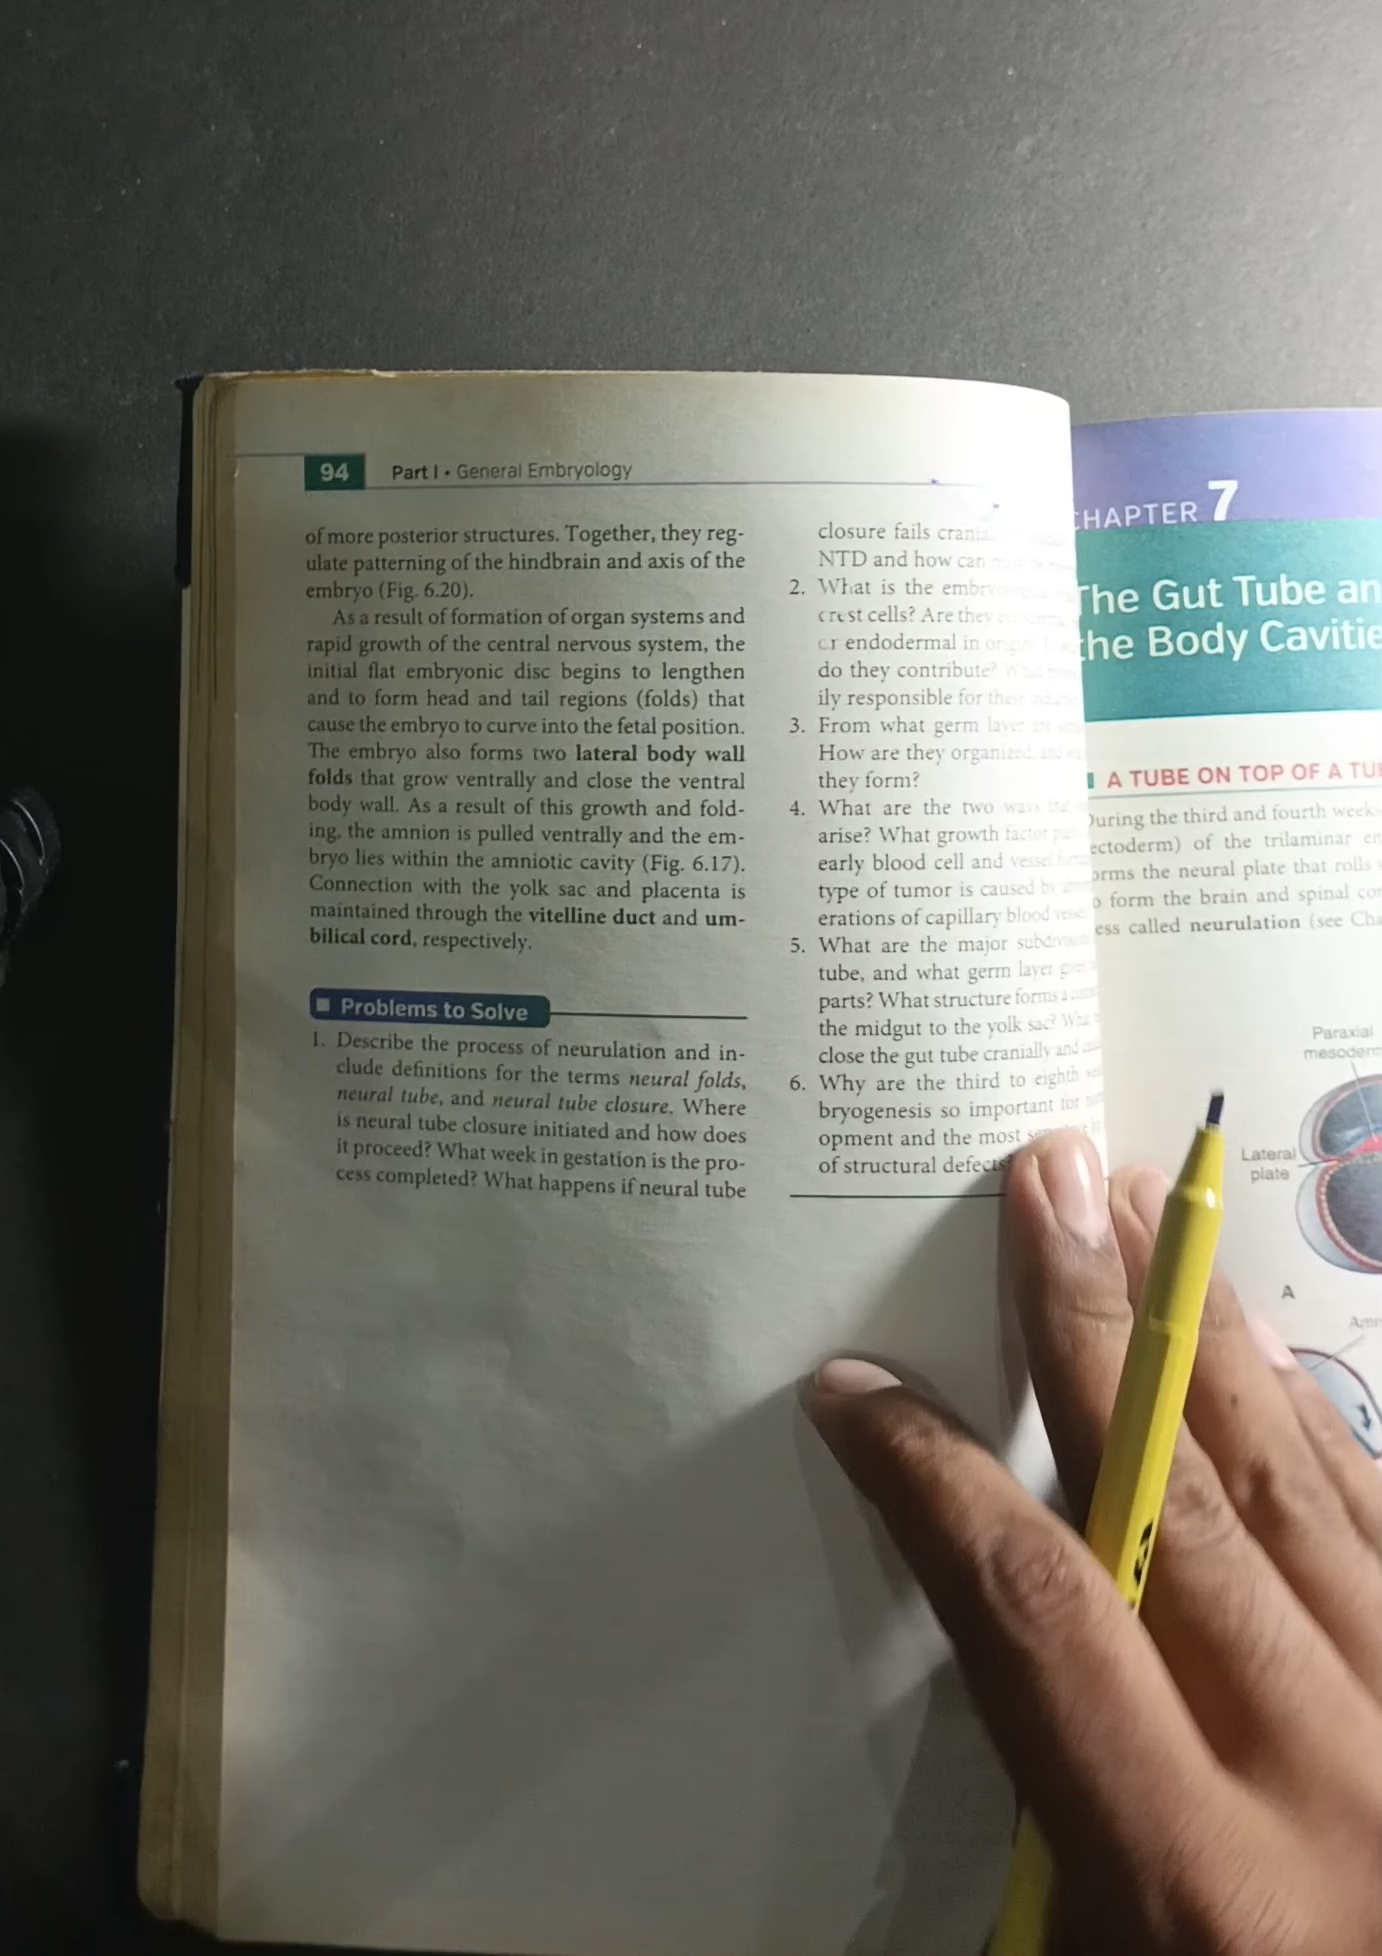 94 Part I • General Embryology
of more posterior structures. Together, they reg-
ulate patterning of the hindbrain and axis of the
embryo (Fig. 6.20).
As a result of formation of organ systems and
rapid growth of the central nervous system, the
initial flat embryonic disc begins to lengthen
and to form head and tail regions (folds) that
cause the embryo to curve into the fetal position.
The embryo also forms two lateral body wall
folds that grow ventrally and close the ventral
body wall. As a result of this growth and fold-
ing, the amnion is pulled ventrally and the em-
bryo lies within the amniotic cavity (Fig. 6.17).
Connection with the yolk sac and placenta is
maintained through the vitelline duct and um-
bilical cord, respectively.
Problems to Solve
1. Describe the process of neurulation and in-
clude definitions for the terms neural folds,
neural tube, and neural tube closure. Where
is neural tube closure initiated and how does
it proceed? What week in gestation is the pro-
cess completed? What happens if neural tube
closure fails
NTD and how can
2. What is the
crest cells? Are they
or endodermal in
do they contribute?
ily responsible for their
3. From what germ layer
How are they organized,
they form?
4. What are the two ways
arise? What growth factor
early blood cell and vessel
type of tumor is caused by
erations of capillary blood
5. What are the major
tube, and what germ layer
parts? What structure forms a
the midgut to the yolk sac? What
close the gut tube cranially and
6. Why are the third to eighth
bryogenesis so important for
opment and the most
of structural defects
CHAPTER 7
The Gut Tube
the Body
A TUBE ON TOP OF A
During the third and fourth
ectoderm) of the trilaminar
forms the neural plate that rolls
to form the brain and spinal
ess called neurulation (see
Paraxial
mesoderm
Lateral
plate
A